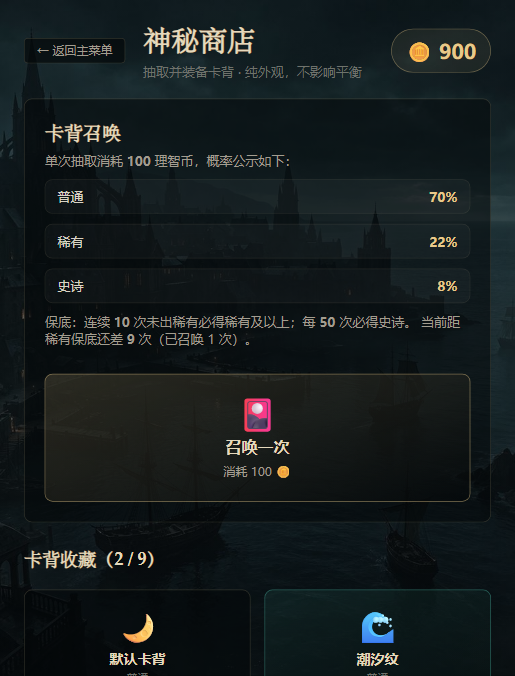 ← 返回主菜单
神秘商店
900
抽取并装备卡背 · 纯外观，不影响平衡
卡背召唤
单次抽取消耗 100 理智币，概率公示如下：
普通 70%
稀有 22%
史诗 8%
保底：连续 10 次未出稀有必得稀有及以上；每 50 次必得史诗。 当前距
稀有保底还差 9 次（已召唤 1 次）。
召唤一次
消耗 100
卡背收藏（2 / 9）
默认卡背
潮汐纹